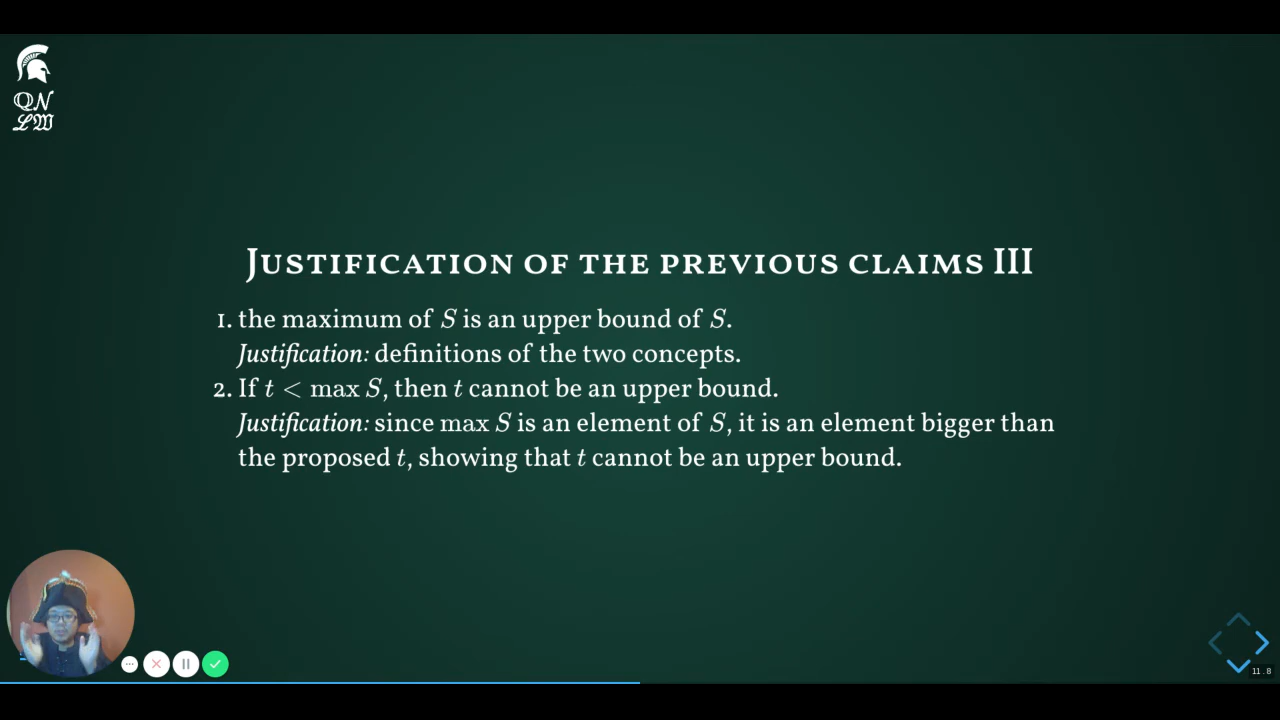 QN
LW
Justification of the previous claims III
1. the maximum of S is an upper bound of S.
Justification: definitions of the two concepts.
2. If t < max S, then t cannot be an upper bound.
Justification: since max S is an element of S, it is an element bigger than
the proposed t, showing that t cannot be an upper bound.
11.8